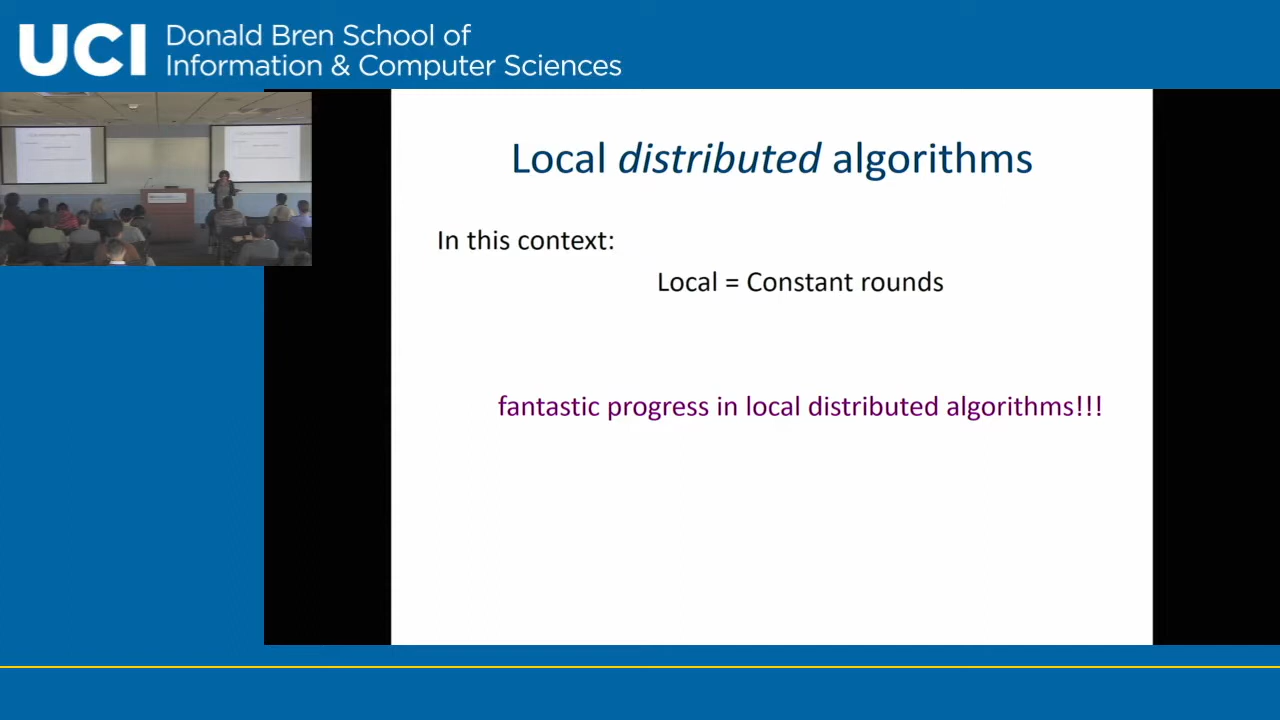 UCI
Donald Bren School of
Information & Computer Sciences
Local distributed algorithms
In this context:
Local = Constant rounds
fantastic progress in local distributed algorithms!!!